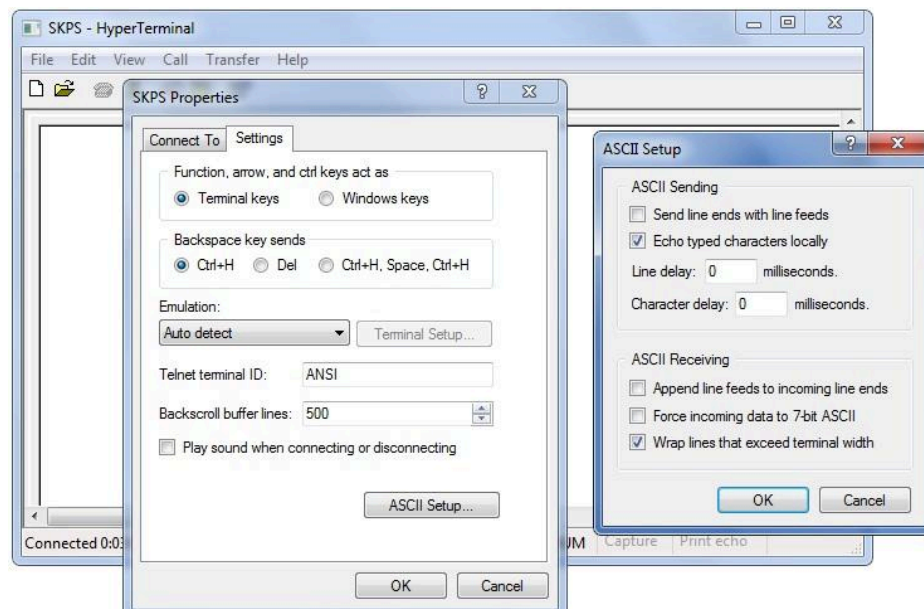 SKPS - HyperTerminal
File Edit View Call Transfer Help
SKPS Properties
?
Connect To Settings
Function, arrow, and ctrl keys act as
Terminal keys Windows keys
Backspace key sends
Ctrl+H Del Ctrl+H, Space, Ctrl+H
Emulation:
Auto detect Terminal Setup...
Telnet terminal ID: ANSI
Backscroll buffer lines: 500
Play sound when connecting or disconnecting
ASCII Setup...
OK Cancel
ASCII Setup
?
ASCII Sending
Send line ends with line feeds
Echo typed characters locally
Line delay: 0 milliseconds.
Character delay: 0 milliseconds.
ASCII Receiving
Append line feeds to incoming line ends
Force incoming data to 7-bit ASCII
Wrap lines that exceed terminal width
OK Cancel
Connected 0:03 UM Capture Print echo